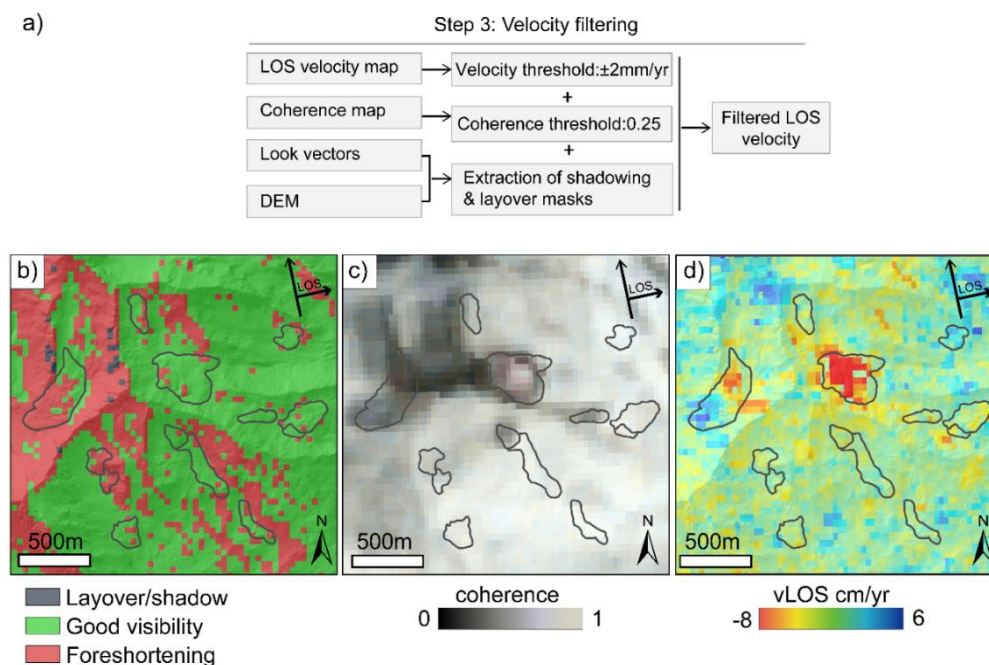 a)
Step 3: Velocity filtering
LOS velocity map
Velocity threshold:±2mm/yr
+
Coherence map
Coherence threshold:0.25
Filtered LOS
velocity
+
Look vectors
Extraction of shadowing
& layover masks
DEM
b)
LOS
N
500m
c)
LOS
N
500m
d)
LOS
N
500m
Layover/shadow
Good visibility
Foreshortening
coherence
0
1
vLOS cm/yr
-8
6